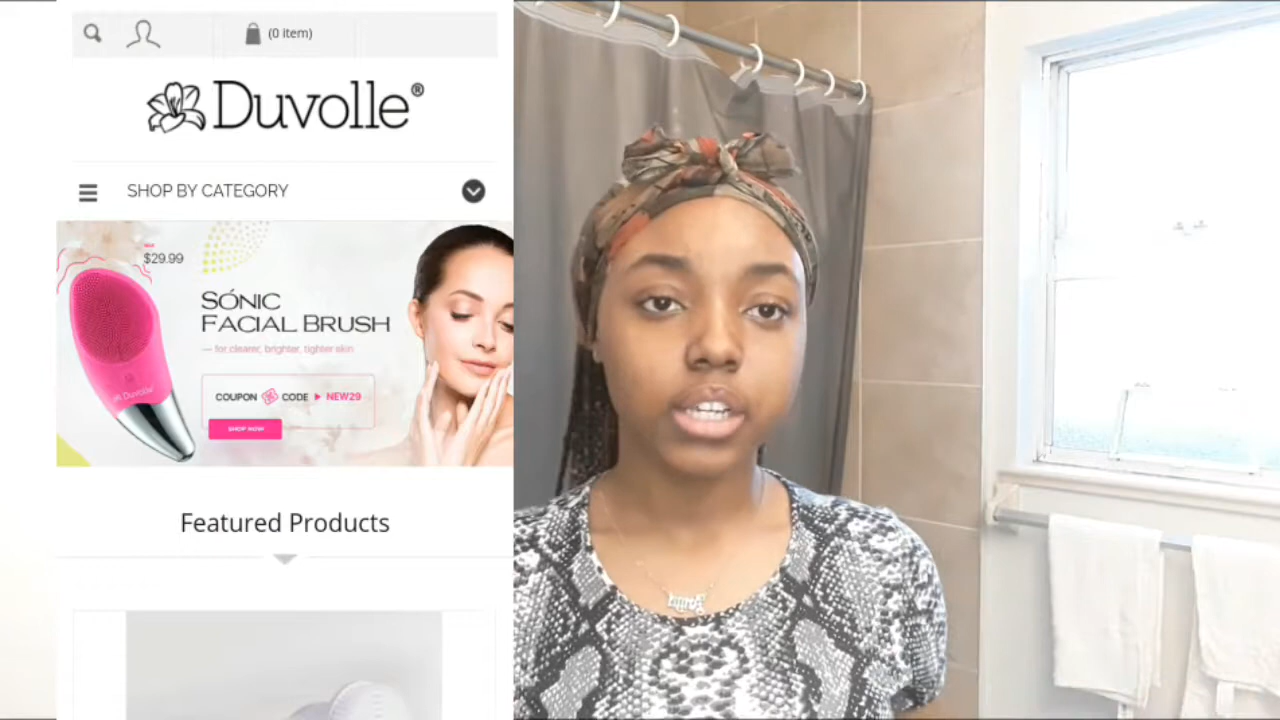 (0 item)
Duvolle®
SHOP BY CATEGORY
$29.99
SÓNIC
FACIAL BRUSH
— for clearer, brighter, tighter skin
COUPON CODE NEW29
SHOP NOW
Duvolle
Featured Products